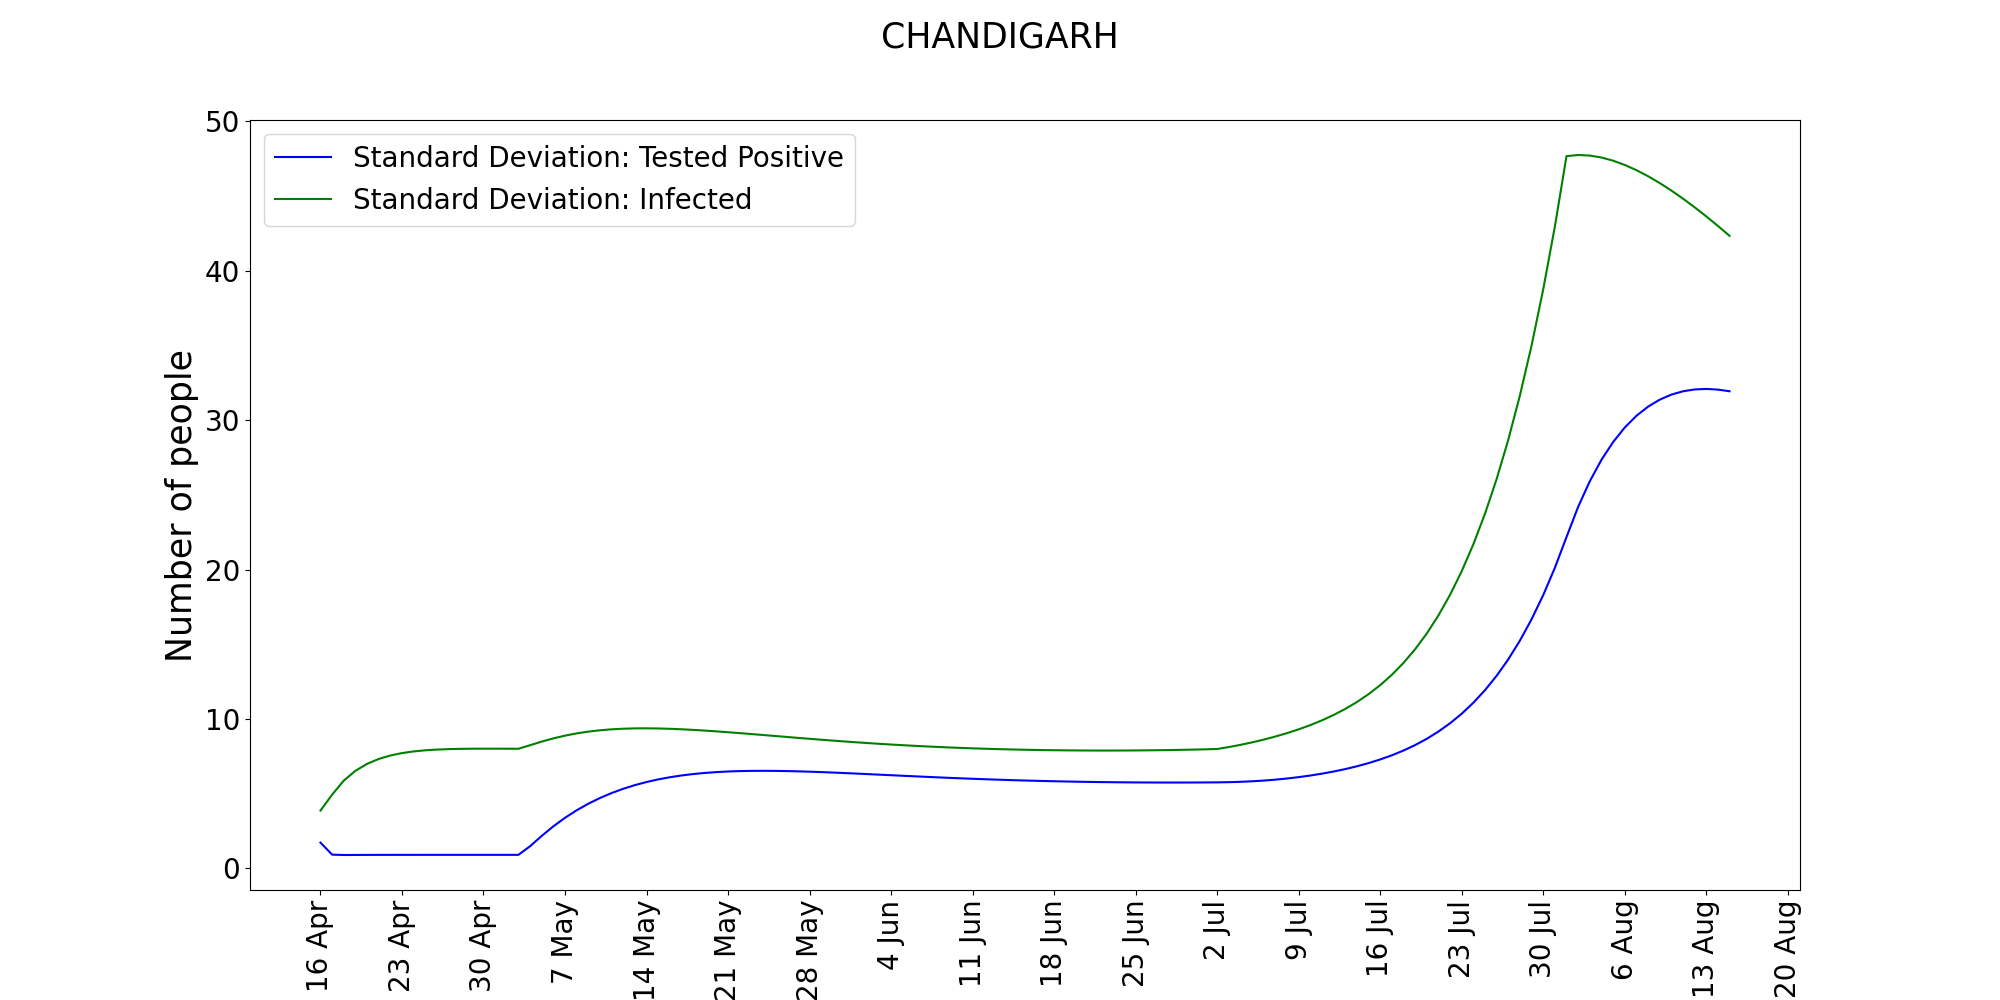 CHANDIGARH
Standard Deviation: Tested Positive
Standard Deviation: Infected
Number of people
50
40
30
20
10
0
16 Apr
23 Apr
30 Apr
7 May
14 May
21 May
28 May
4 Jun
11 Jun
18 Jun
25 Jun
2 Jul
9 Jul
16 Jul
23 Jul
30 Jul
6 Aug
13 Aug
20 Aug